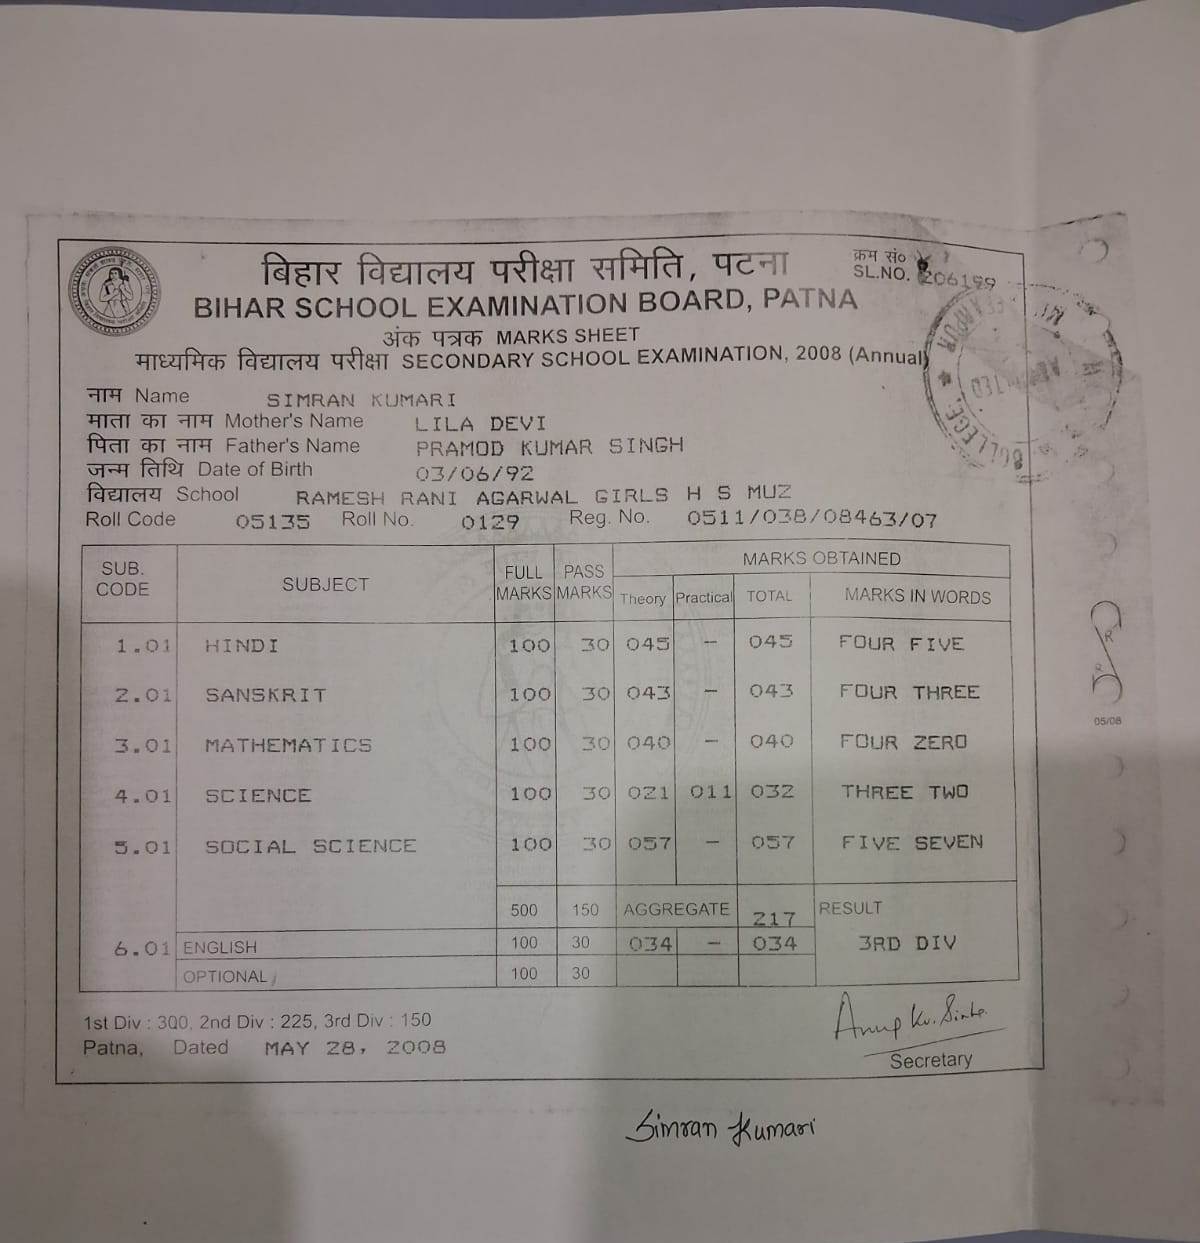 बिहार विद्यालय परीक्षा समिति, पटना
क्रम सं०
SL.NO. 206199
BIHAR SCHOOL EXAMINATION BOARD, PATNA
अंक पत्रक MARKS SHEET
माध्यमिक विद्यालय परीक्षा SECONDARY SCHOOL EXAMINATION, 2008 (Annual)
नाम Name SIMRAN KUMARI
माता का नाम Mother's Name LILA DEVI
पिता का नाम Father's Name PRAMOD KUMAR SINGH
जन्म तिथि Date of Birth 03/06/92
विद्यालय School RAMESH RANI AGARWAL GIRLS H S MUZ
Roll Code 05135 Roll No. 0129 Reg. No. 0511/038/08463/07
SUB. CODE SUBJECT FULL MARKS PASS MARKS MARKS OBTAINED
Theory Practical TOTAL MARKS IN WORDS
1.01 HINDI 100 30 045 - 045 FOUR FIVE
2.01 SANSKRIT 100 30 043 - 043 FOUR THREE
3.01 MATHEMATICS 100 30 040 - 040 FOUR ZERO
4.01 SCIENCE 100 30 021 011 032 THREE TWO
5.01 SOCIAL SCIENCE 100 30 057 - 057 FIVE SEVEN
500 150 AGGREGATE 217 RESULT
6.01 ENGLISH 100 30 034 - 034 3RD DIV
OPTIONAL 100 30
05/08
1st Div : 300, 2nd Div : 225, 3rd Div : 150
Patna, Dated MAY 28, 2008
Secretary
Simran Kumari